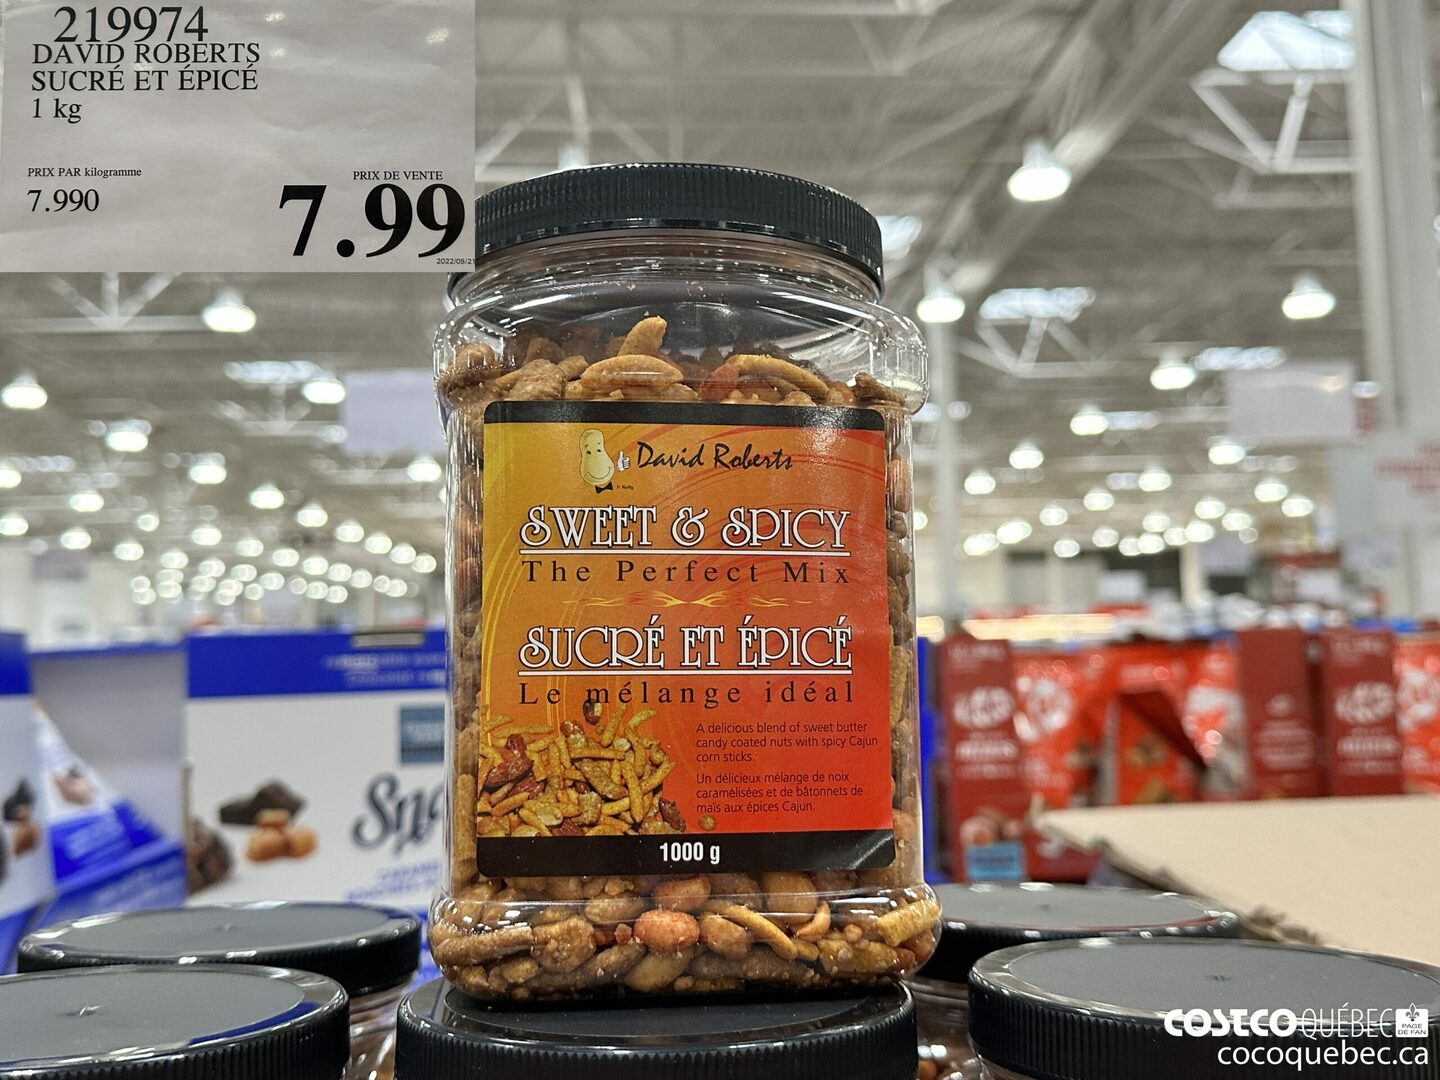 219974
DAVID ROBERTS
SUCRÉ ET ÉPICÉ
1 kg
PRIX PAR kilogramme
7.990
PRIX DE VENTE
7.99
2022/05/21
David Roberts
SWEET & SPICY
The Perfect Mix
SUCRÉ ET ÉPICÉ
Le mélange idéal
A delicious blend of sweet butter
candy coated nuts with spicy Cajun
corn sticks.
Un délicieux mélange de noix
caramélisées et de bâtonnets de
maïs aux épices Cajun.
1000 g
COSTCO QUÉBEC
PAGE
DE FAN
cocoquebec.ca